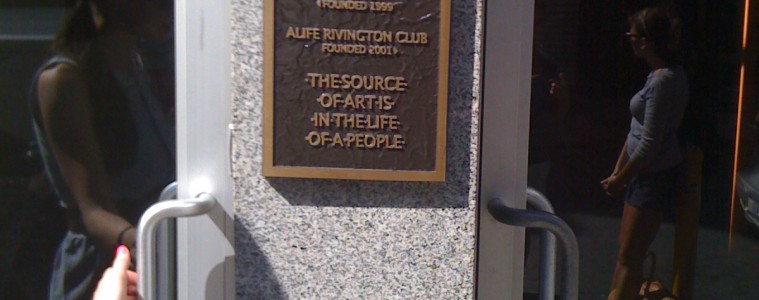 ‹FOUNDED 1999›
ALIFE RIVINGTON CLUB
FOUNDED 2001›
·THE·SOURCE·
·OF·ART·IS·
·IN·THE·LIFE·
·OF·A·PEOPLE·